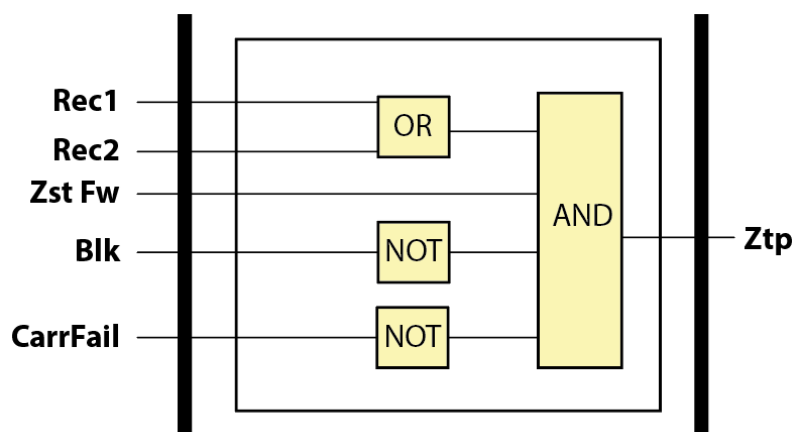 Rec1
OR
Rec2
Zst Fw
AND
Blk
NOT
Ztp
CarrFail
NOT